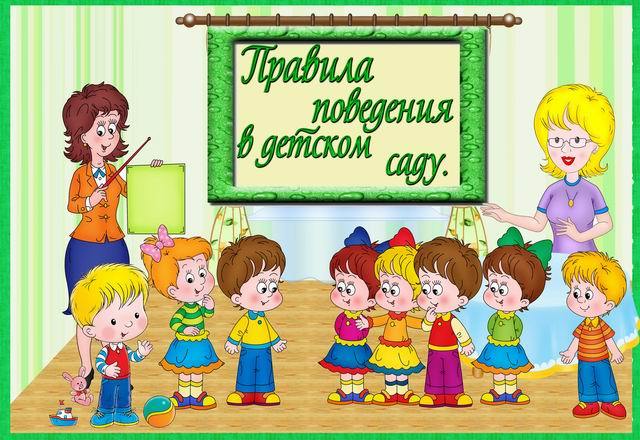 Правила
поведения
в детском
саду.